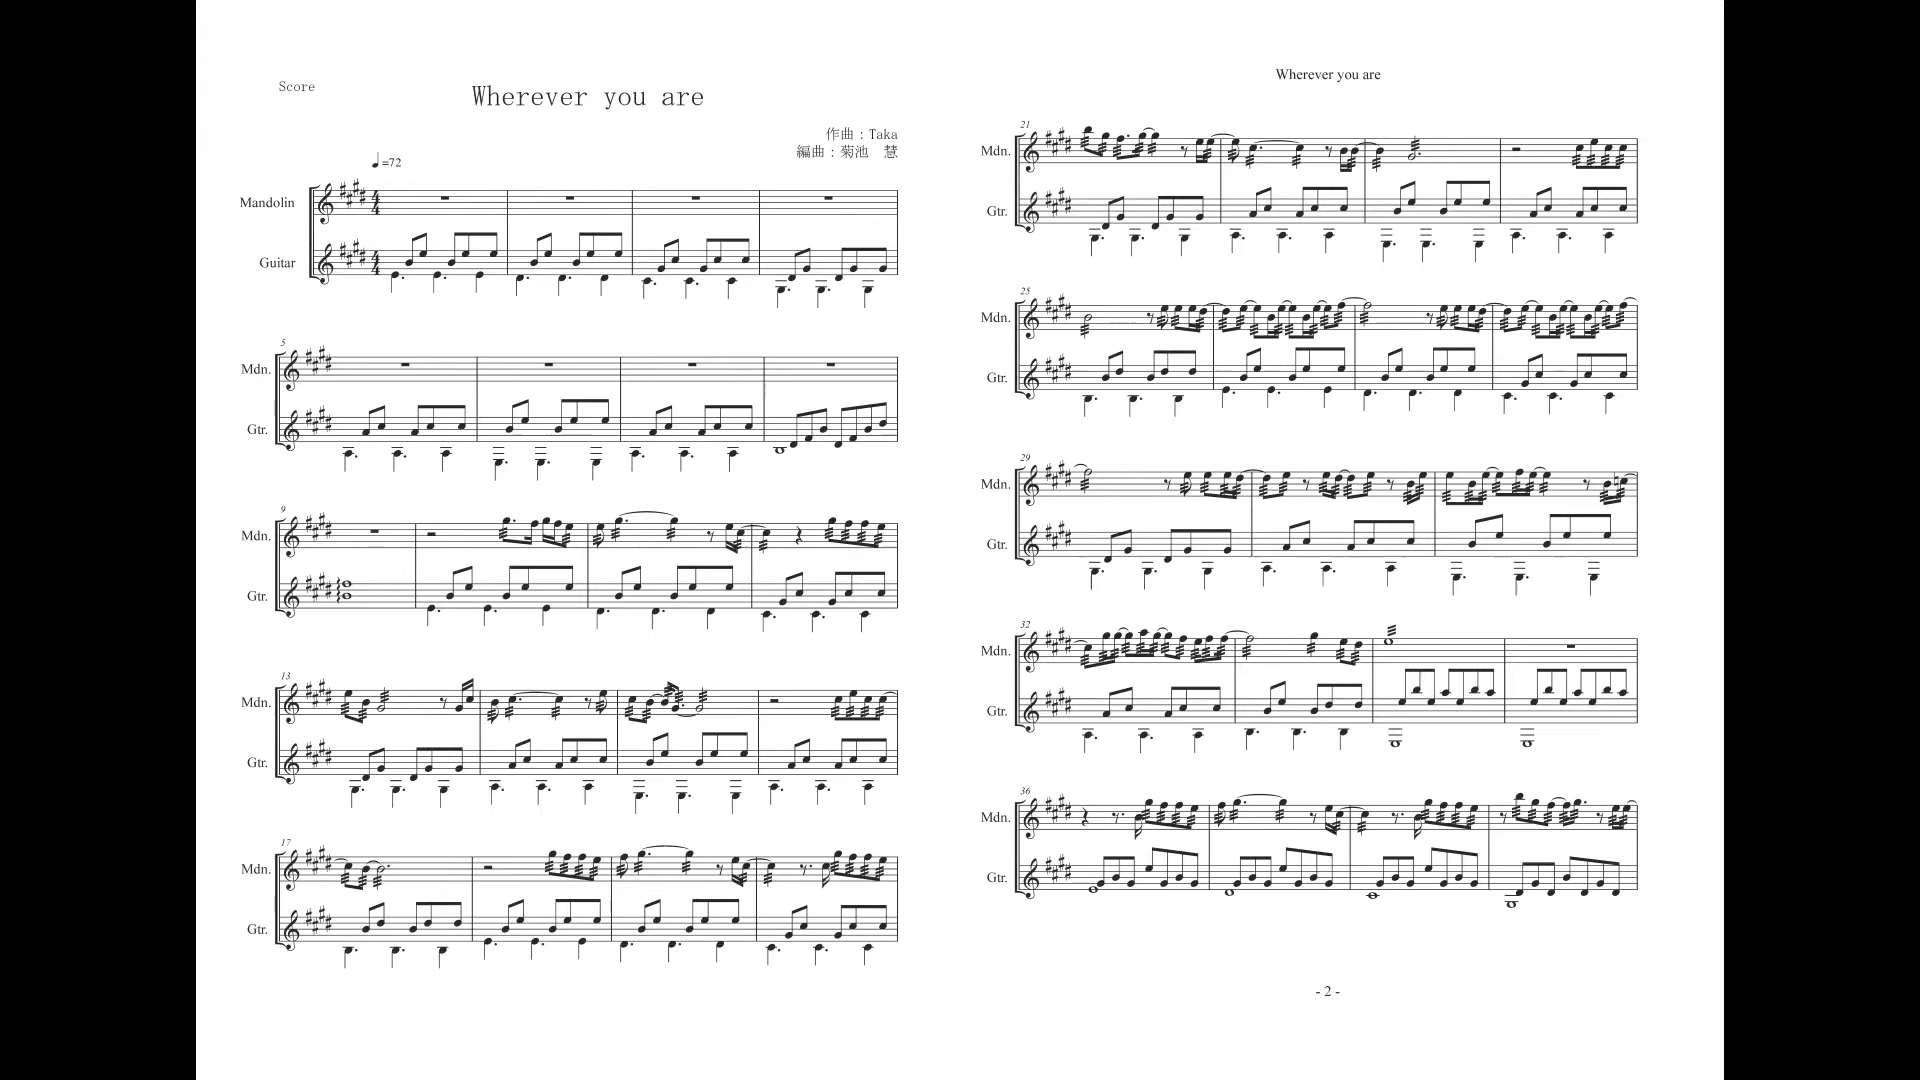 Score
Wherever you are
作曲：Taka
編曲：菊池　慧
=72
Mandolin
Guitar
5
Mdn.
Gtr.
9
Mdn.
Gtr.
13
Mdn.
Gtr.
17
Mdn.
Gtr.
Wherever you are
21
Mdn.
Gtr.
25
Mdn.
Gtr.
29
Mdn.
Gtr.
32
Mdn.
Gtr.
36
Mdn.
Gtr.
- 2 -